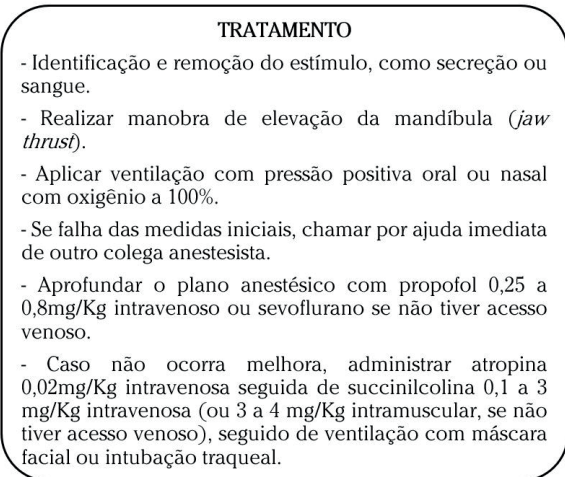 TRATAMENTO
- Identificação e remoção do estímulo, como secreção ou
sangue.
- Realizar manobra de elevação da mandíbula (jaw
thrust).
- Aplicar ventilação com pressão positiva oral ou nasal
com oxigênio a 100%.
- Se falha das medidas iniciais, chamar por ajuda imediata
de outro colega anestesista.
- Aprofundar o plano anestésico com propofol 0,25 a
0,8mg/Kg intravenoso ou sevoflurano se não tiver acesso
venoso.
- Caso não ocorra melhora, administrar atropina
0,02mg/Kg intravenosa seguida de succinilcolina 0,1 a 3
mg/Kg intravenosa (ou 3 a 4 mg/Kg intramuscular, se não
tiver acesso venoso), seguido de ventilação com máscara
facial ou intubação traqueal.